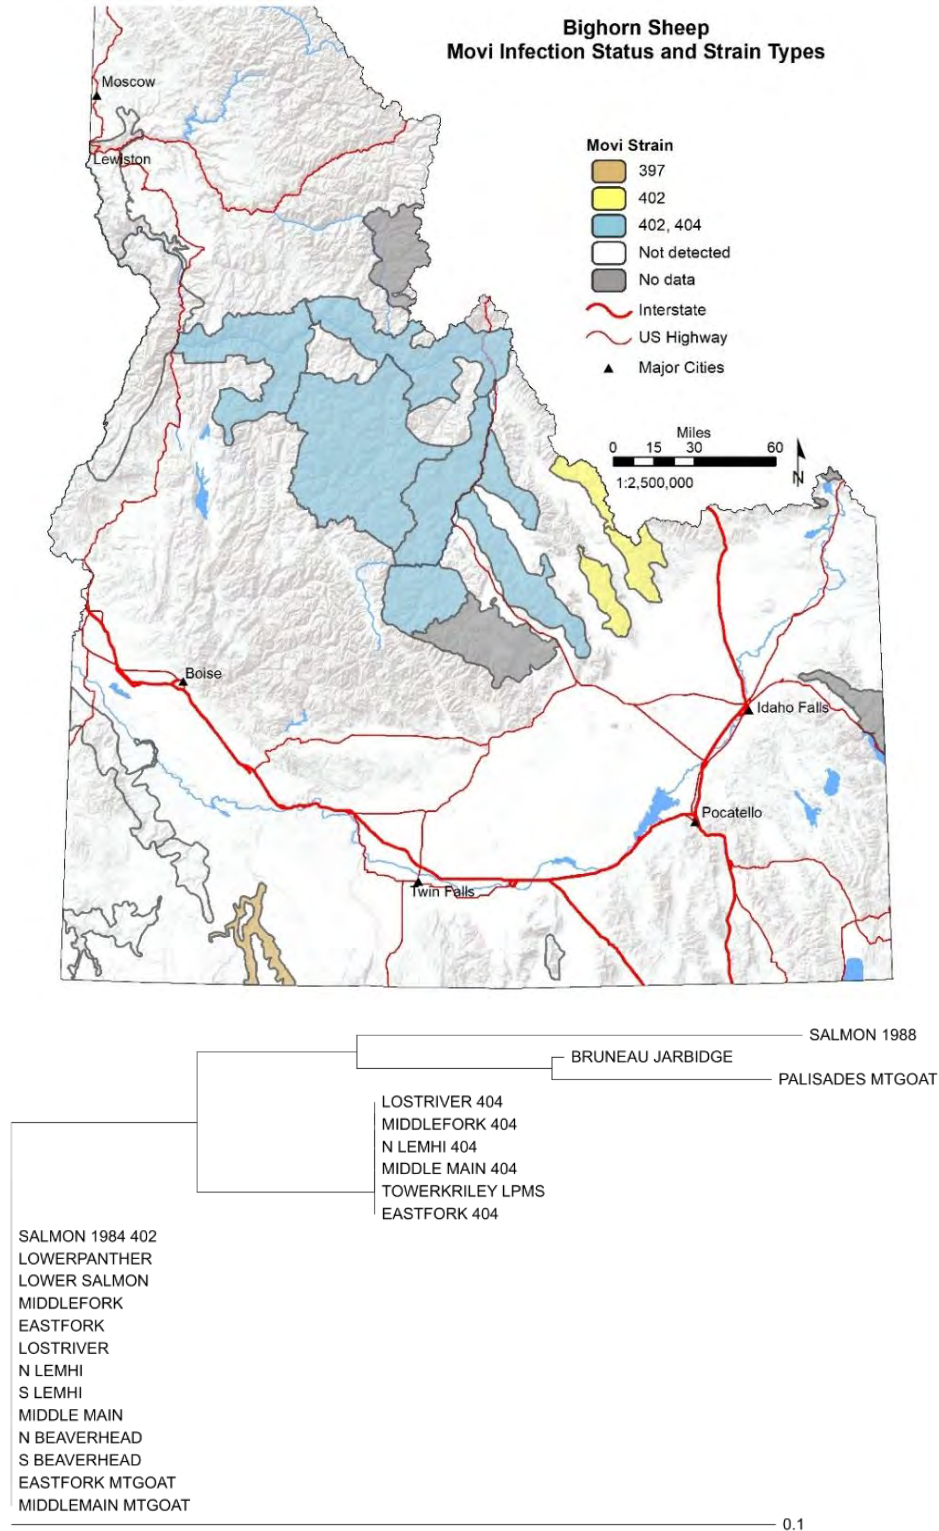 Bighorn Sheep
Movi Infection Status and Strain Types
Moscow
Lewiston
Movi Strain
397
402
402, 404
Not detected
No data
Interstate
US Highway
Major Cities
Miles
0 15 30 60
1:2,500,000
N
Boise
Idaho Falls
Pocatello
Twin Falls
SALMON 1988
BRUNEAU JARBIDGE
PALISADES MTGOAT
LOSTRIVER 404
MIDDLEFORK 404
N LEMHI 404
MIDDLE MAIN 404
TOWERKRILEY LPMS
EASTFORK 404
SALMON 1984 402
LOWERPANTHER
LOWER SALMON
MIDDLEFORK
EASTFORK
LOSTRIVER
N LEMHI
S LEMHI
MIDDLE MAIN
N BEAVERHEAD
S BEAVERHEAD
EASTFORK MTGOAT
MIDDLEMAIN MTGOAT
0.1